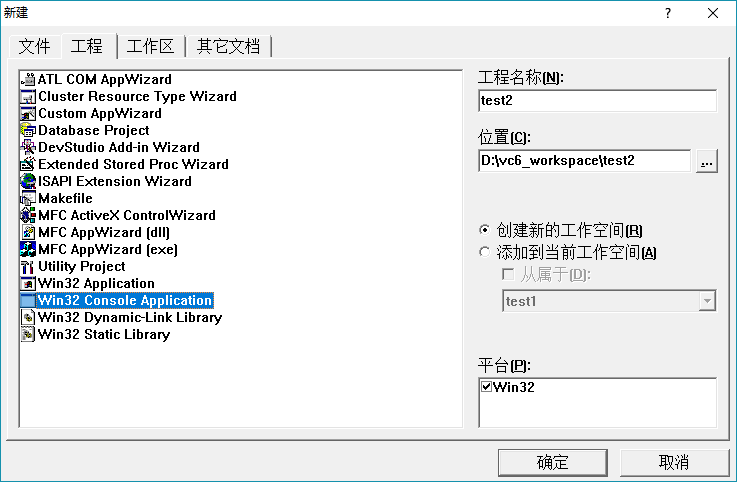 新建
文件 工程 工作区 其它文档
ATL COM AppWizard
Cluster Resource Type Wizard
Custom AppWizard
Database Project
DevStudio Add-in Wizard
Extended Stored Proc Wizard
ISAPI Extension Wizard
Makefile
MFC ActiveX ControlWizard
MFC AppWizard (dll)
MFC AppWizard (exe)
Utility Project
Win32 Application
Win32 Console Application
Win32 Dynamic-Link Library
Win32 Static Library
工程名称(N):
test2
位置(C):
D:\vc6_workspace\test2
...
创建新的工作空间(R)
添加到当前工作空间(A)
从属于(D):
test1
平台(P):
Win32
确定 取消